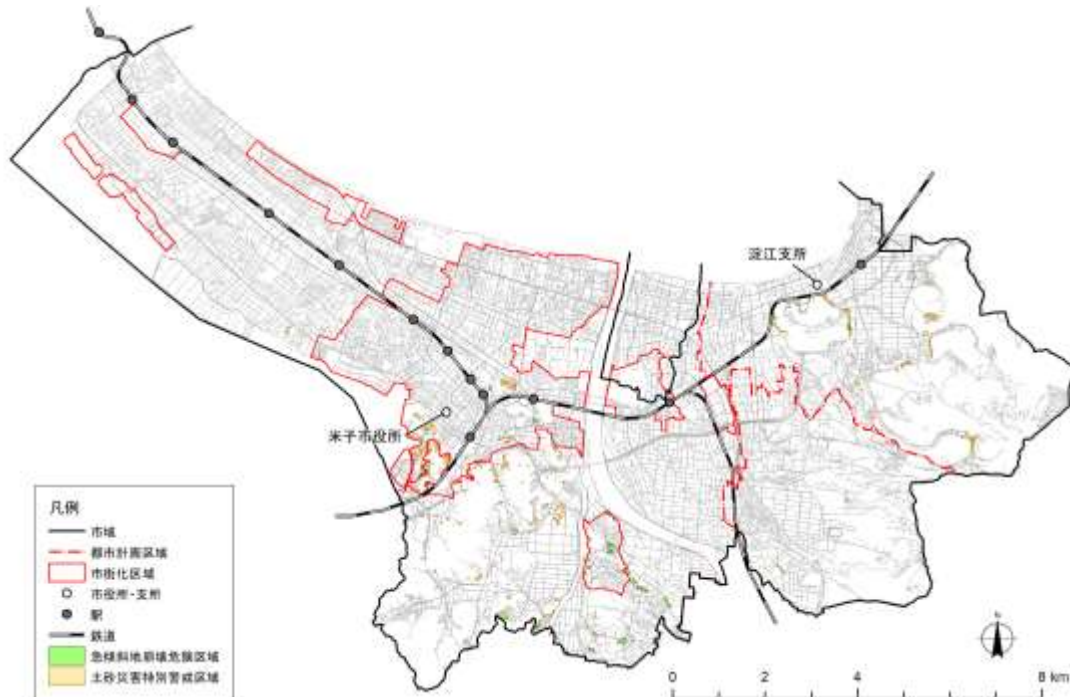 淀江支所
米子市役所
凡例
市域
都市計画区域
市街化区域
市役所・支所
駅
鉄道
急傾斜地崩壊危険区域
土砂災害特別警戒区域
0 2 4 8 km